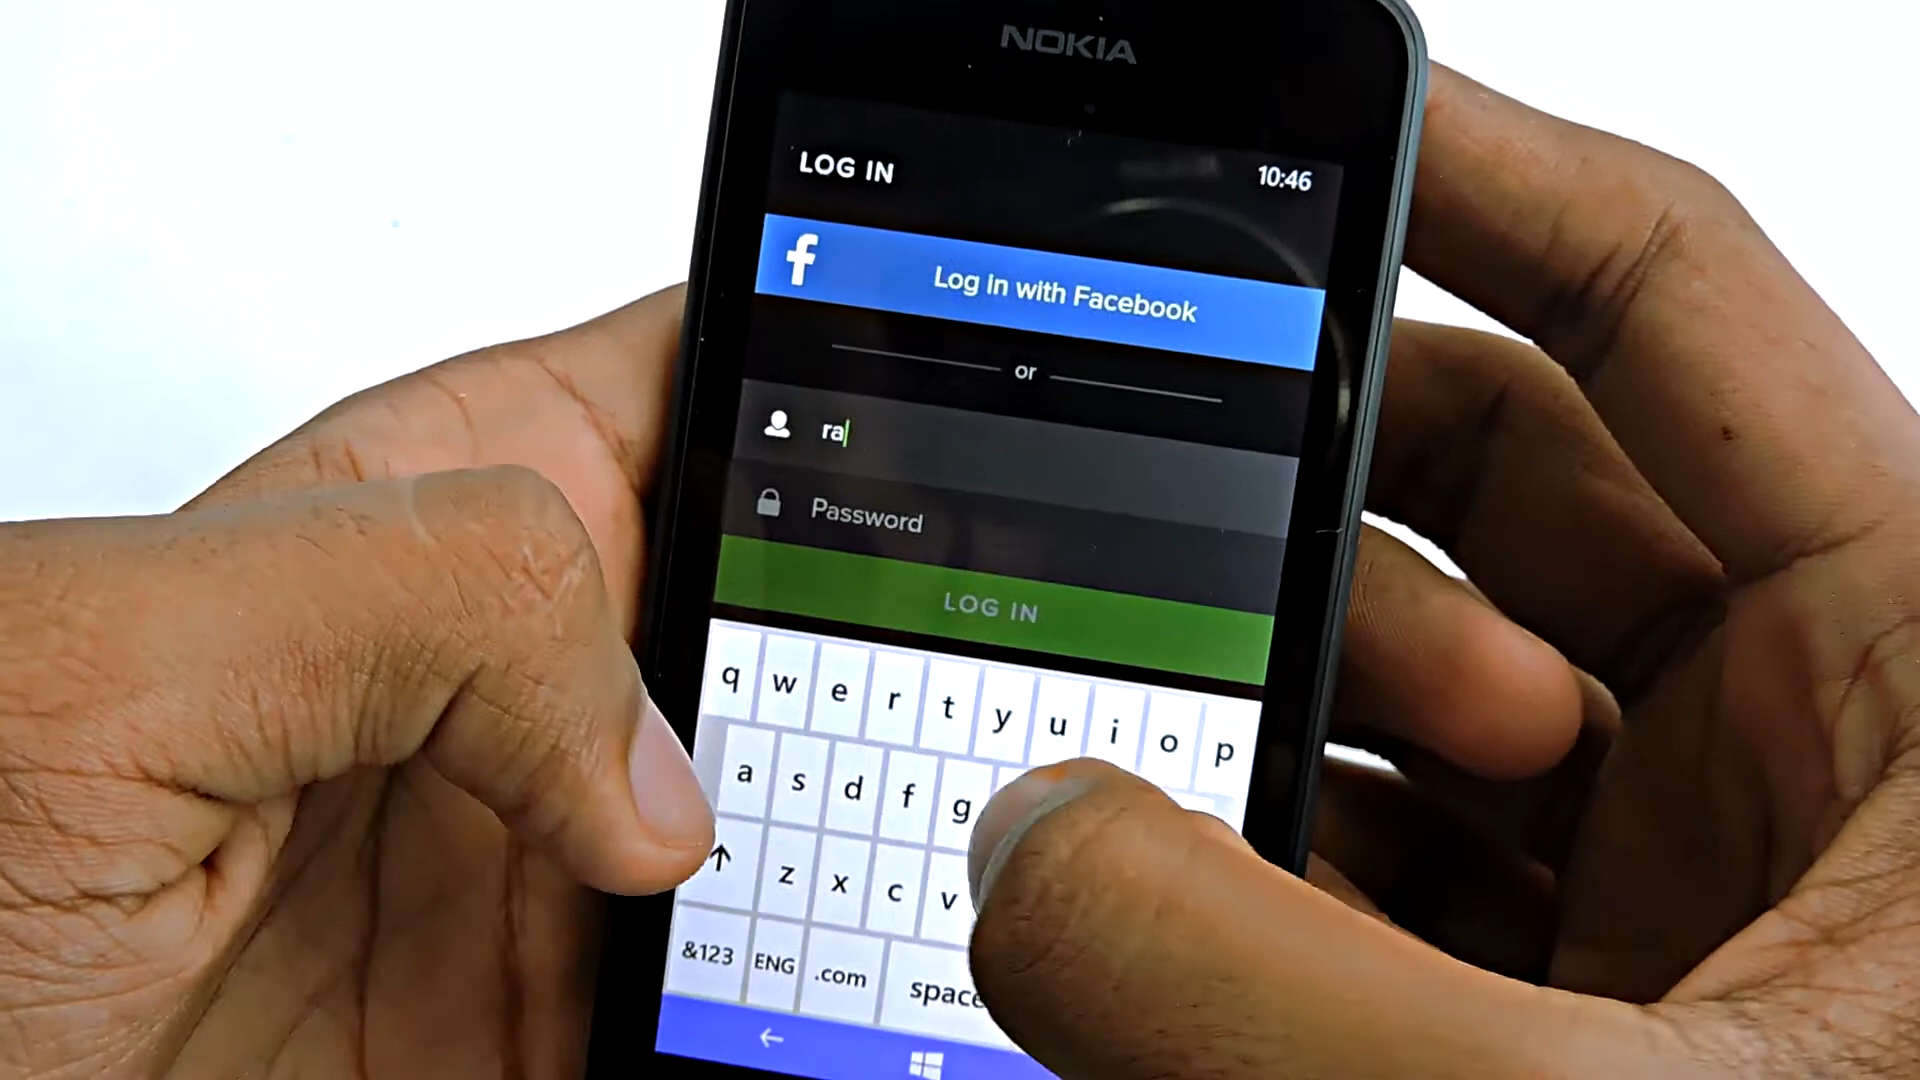 NOKIA
LOG IN
10:46
f
Log in with Facebook
or
ra
Password
LOG IN
q w e r t y u i o p
a s d f g
z x c v
&123 ENG .com space